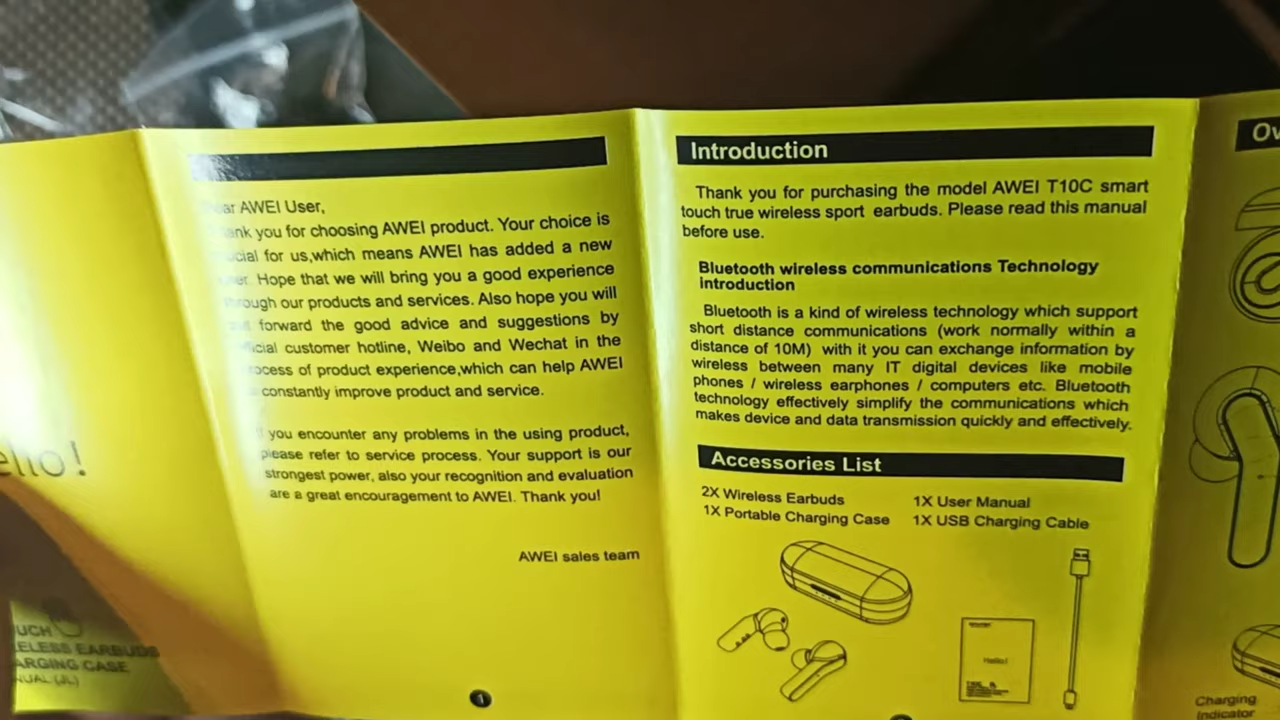 AWEI User,
you for choosing AWEI product. Your choice is
for us,which means AWEI has added a new
Hope that we will bring you a good experience
through our products and services. Also hope you will
forward the good advice and suggestions by
customer hotline, Weibo and Wechat in the
of product experience,which can help AWEI
constantly improve product and service.
you encounter any problems in the using product,
please refer to service process. Your support is our
strongest power, also your recognition and evaluation
are a great encouragement to AWEI. Thank you!
AWEI sales team
1
Introduction
Thank you for purchasing the model AWEI T10C smart
touch true wireless sport earbuds. Please read this manual
before use.
Bluetooth wireless communications Technology
introduction
Bluetooth is a kind of wireless technology which support
short distance communications (work normally within a
distance of 10M) with it you can exchange information by
wireless between many IT digital devices like mobile
phones / wireless earphones / computers etc. Bluetooth
technology effectively simplify the communications which
makes device and data transmission quickly and effectively.
Accessories List
2X Wireless Earbuds
1X Portable Charging Case
1X User Manual
1X USB Charging Cable
Hello!
Charging
Indicator
EARBUDS
CASE
(JL)